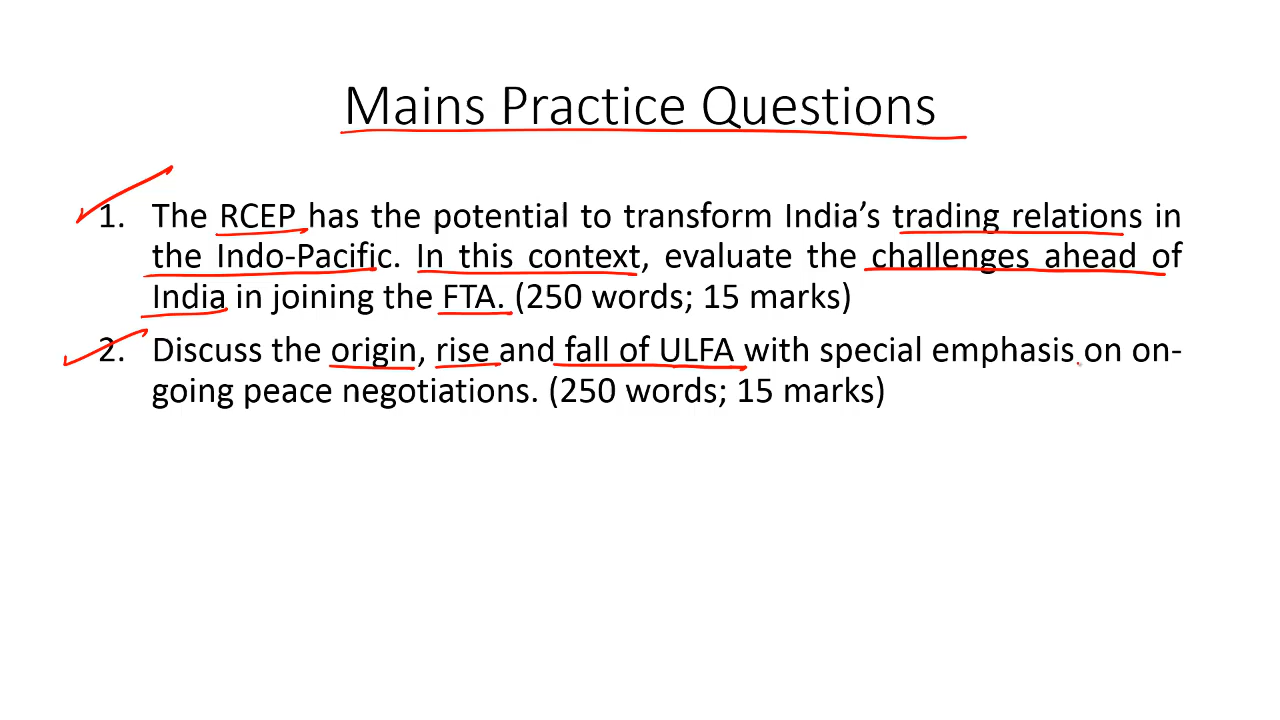 Mains Practice Questions
1. The RCEP has the potential to transform India’s trading relations in
the Indo-Pacific. In this context, evaluate the challenges ahead of
India in joining the FTA. (250 words; 15 marks)
2. Discuss the origin, rise and fall of ULFA with special emphasis on on-
going peace negotiations. (250 words; 15 marks)